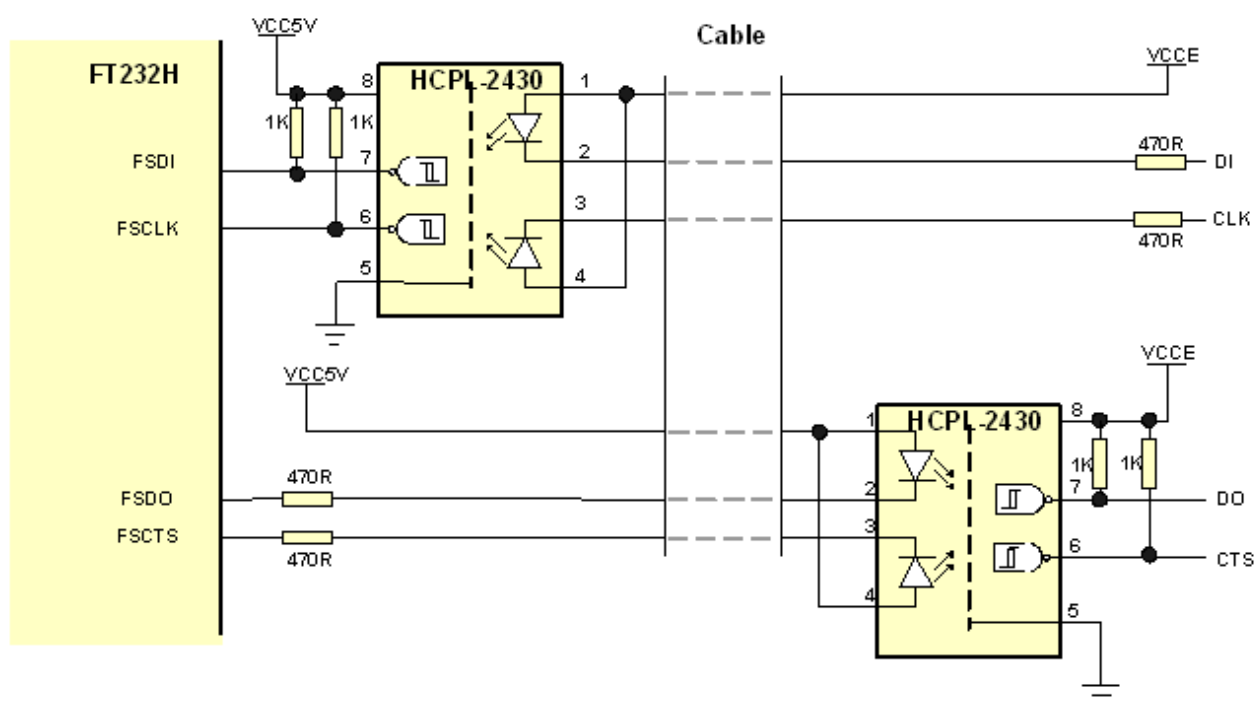 VCC5V
Cable
VCCE
FT232H
8
HCPL-2430
1
1K
1K
FSDI
7
2
470R
DI
FSCLK
6
3
CLK
470R
5
4
VCC5V
VCCE
1
HCPL-2430
8
470R
1K
1K
FSDO
2
7
DO
FSCTS
3
6
CTS
470R
4
5